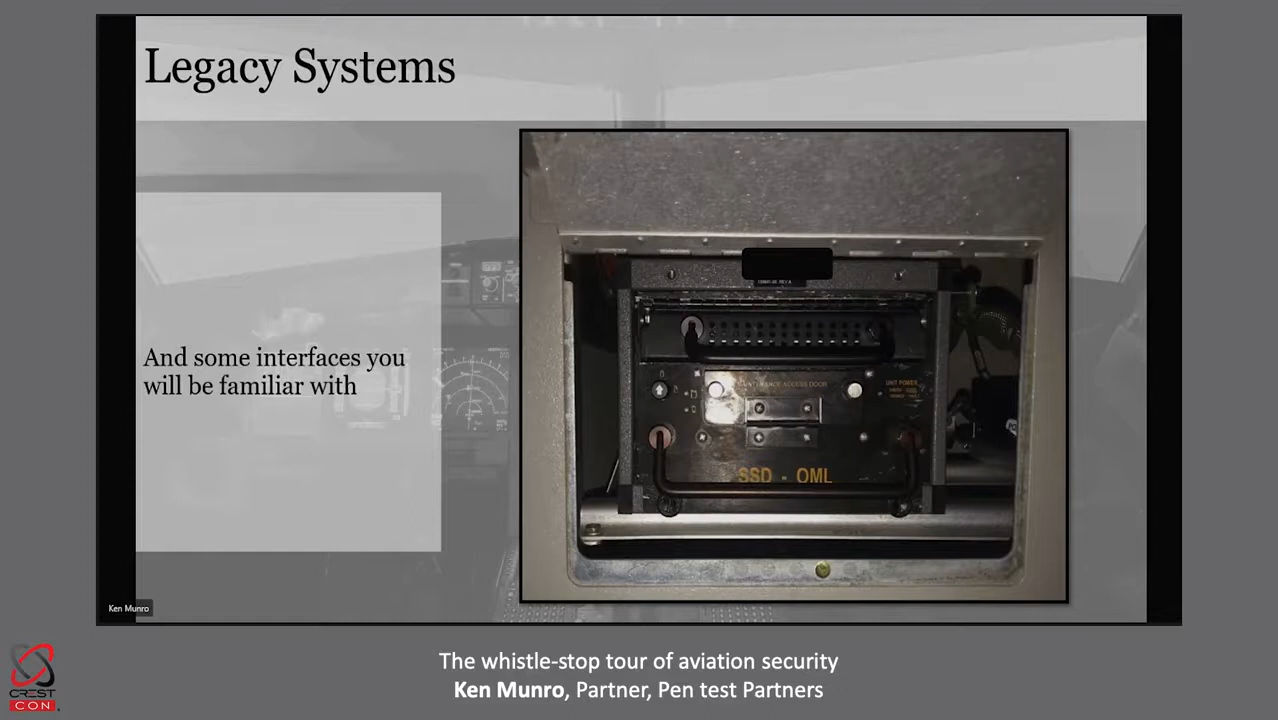 Legacy Systems
And some interfaces you
will be familiar with
MAINTENANCE ACCESS DOOR
UNIT POWER
SSD - OML
Ken Munro
The whistle-stop tour of aviation security
Ken Munro, Partner, Pen test Partners
CREST
CON